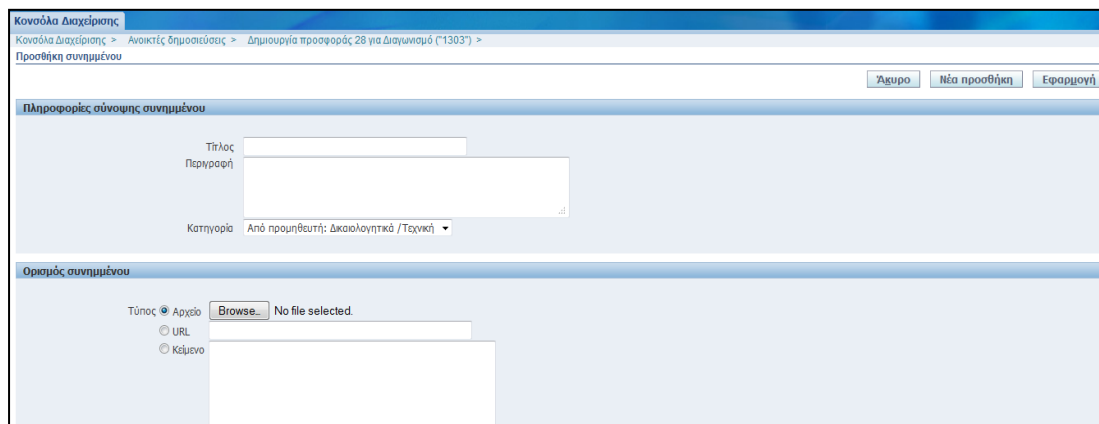 Κονσόλα Διαχείρισης
Κονσόλα Διαχείρισης > Ανοικτές δημοσιεύσεις > Δημιουργία προσφοράς 28 για Διαγωνισμό ("1303") >
Προσθήκη συνημμένου
Άκυρο Νέα προσθήκη Εφαρμογή
Πληροφορίες σύνοψης συνημμένου
Τίτλος
Περιγραφή
Κατηγορία Από προμηθευτή: Δικαιολογητικά /Τεχνική
Ορισμός συνημμένου
Τύπος Αρχείο Browse_ No file selected.
URL
Κείμενο